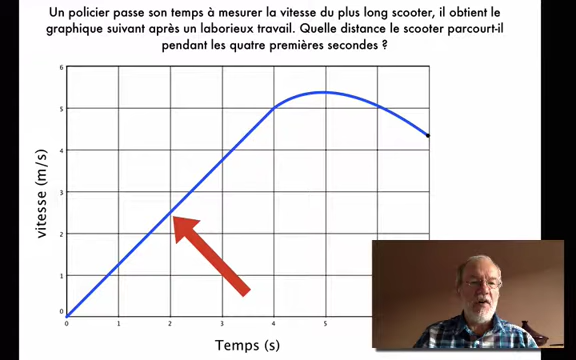 Un policier passe son temps à mesurer la vitesse du plus long scooter, il obtient le
graphique suivant après un laborieux travail. Quelle distance le scooter parcourt-il
pendant les quatre premières secondes ?
6
5
4
3
2
1
0
vitesse (m/s)
0 1 2 3 4 5
Temps (s)